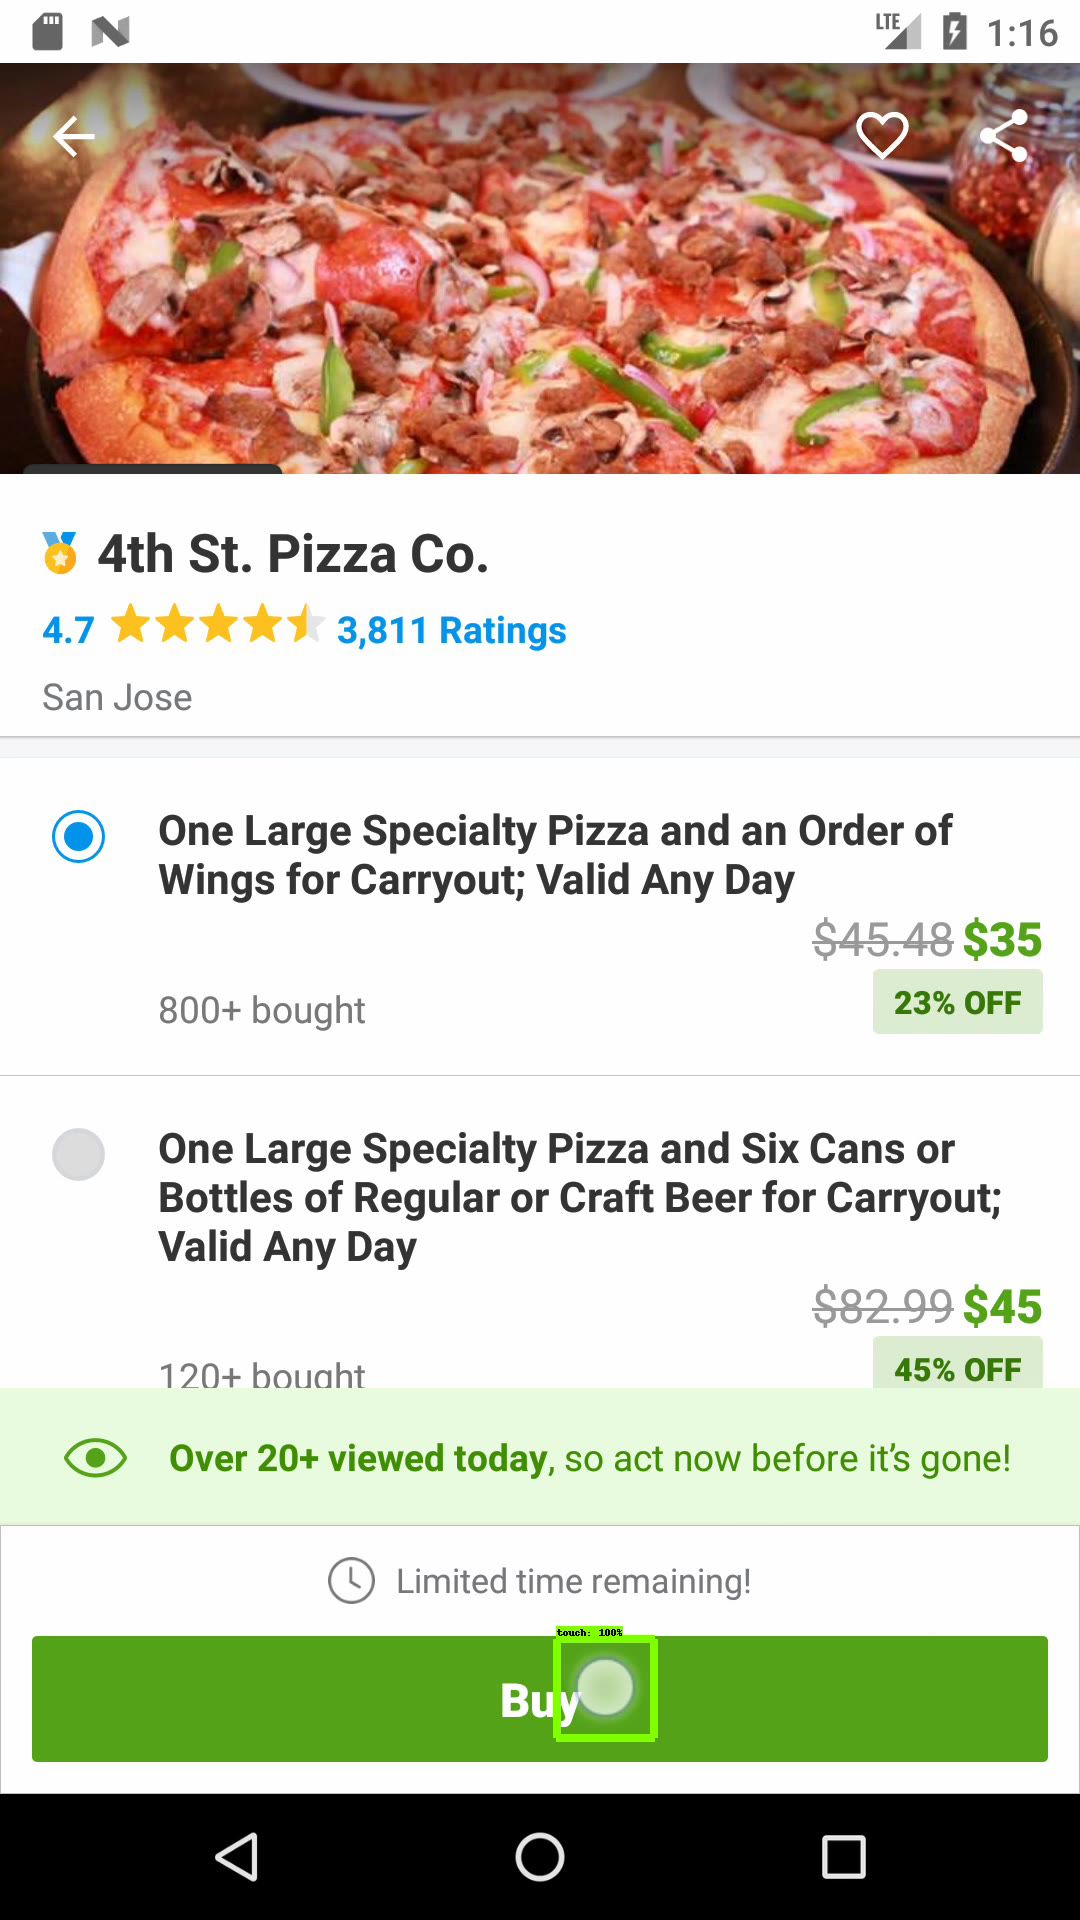 LTE 1:16
4th St. Pizza Co.
4.7 3,811 Ratings
San Jose
One Large Specialty Pizza and an Order of
Wings for Carryout; Valid Any Day
$45.48 $35
800+ bought
23% OFF
One Large Specialty Pizza and Six Cans or
Bottles of Regular or Craft Beer for Carryout;
Valid Any Day
$82.99 $45
120+ bought
45% OFF
Over 20+ viewed today, so act now before it's gone!
Limited time remaining!
touch: 100%
Buy